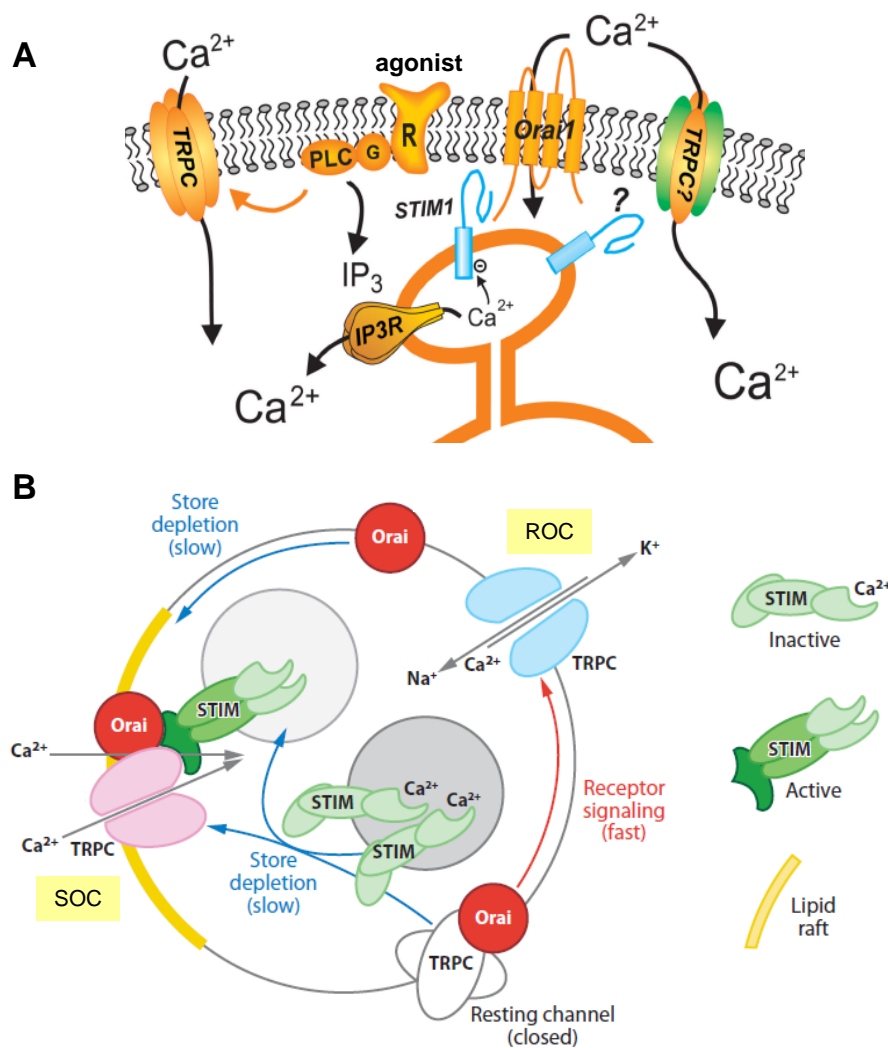 A
Ca²⁺
agonist
Ca²⁺
TRPC
PLC
G
R
Orai1
TRPC?
STIM1
?
IP₃
⊖
Ca²⁺
IP3R
Ca²⁺
Ca²⁺
B
Store
depletion
(slow)
Orai
ROC
K⁺
STIM
Ca²⁺
Inactive
Na⁺
Ca²⁺
TRPC
Orai
STIM
Ca²⁺
Ca²⁺
TRPC
SOC
STIM
Ca²⁺
Ca²⁺
STIM
Store
depletion
(slow)
Receptor
signaling
(fast)
STIM
Active
Orai
TRPC
Resting channel
(closed)
Lipid
raft